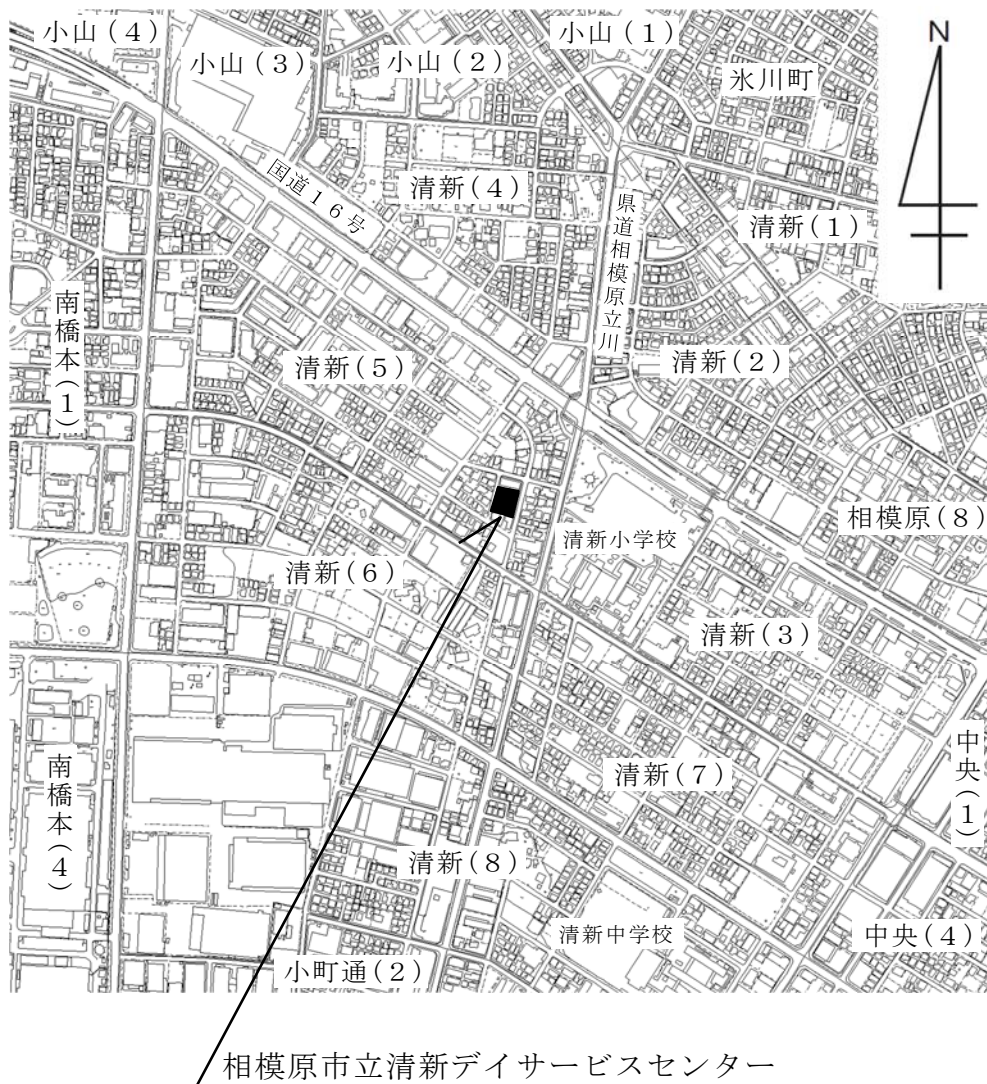 小山(4)
小山(1)
N
小山(3)
小山(2)
氷川町
国道16号
清新(4)
県道相模原立川
清新(1)
南橋本(1)
清新(5)
清新(2)
相模原(8)
清新小学校
清新(6)
清新(3)
中央(1)
南橋本(4)
清新(7)
清新(8)
清新中学校
中央(4)
小町通(2)
相模原市立清新デイサービスセンター